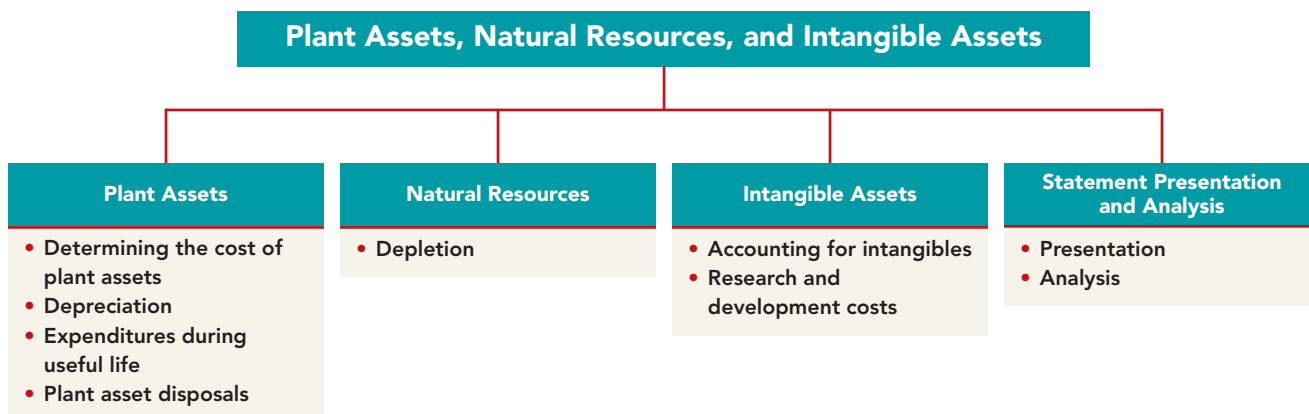 Plant Assets, Natural Resources, and Intangible Assets
Plant Assets
• Determining the cost of
plant assets
• Depreciation
• Expenditures during
useful life
• Plant asset disposals
Natural Resources
• Depletion
Intangible Assets
• Accounting for intangibles
• Research and
development costs
Statement Presentation
and Analysis
• Presentation
• Analysis